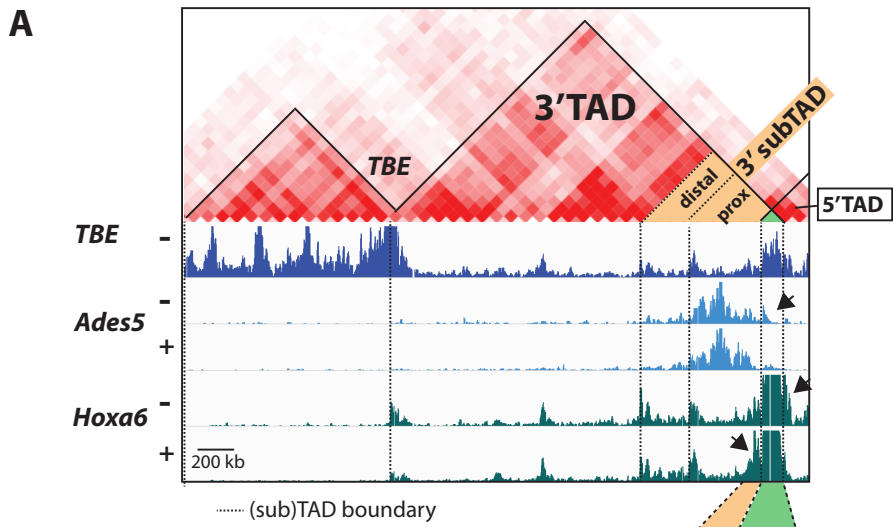 A
3'TAD
TBE
3' subTAD
distal
prox
5'TAD
TBE -
Ades5 -
+
Hoxa6 -
+
200 kb
(sub)TAD boundary